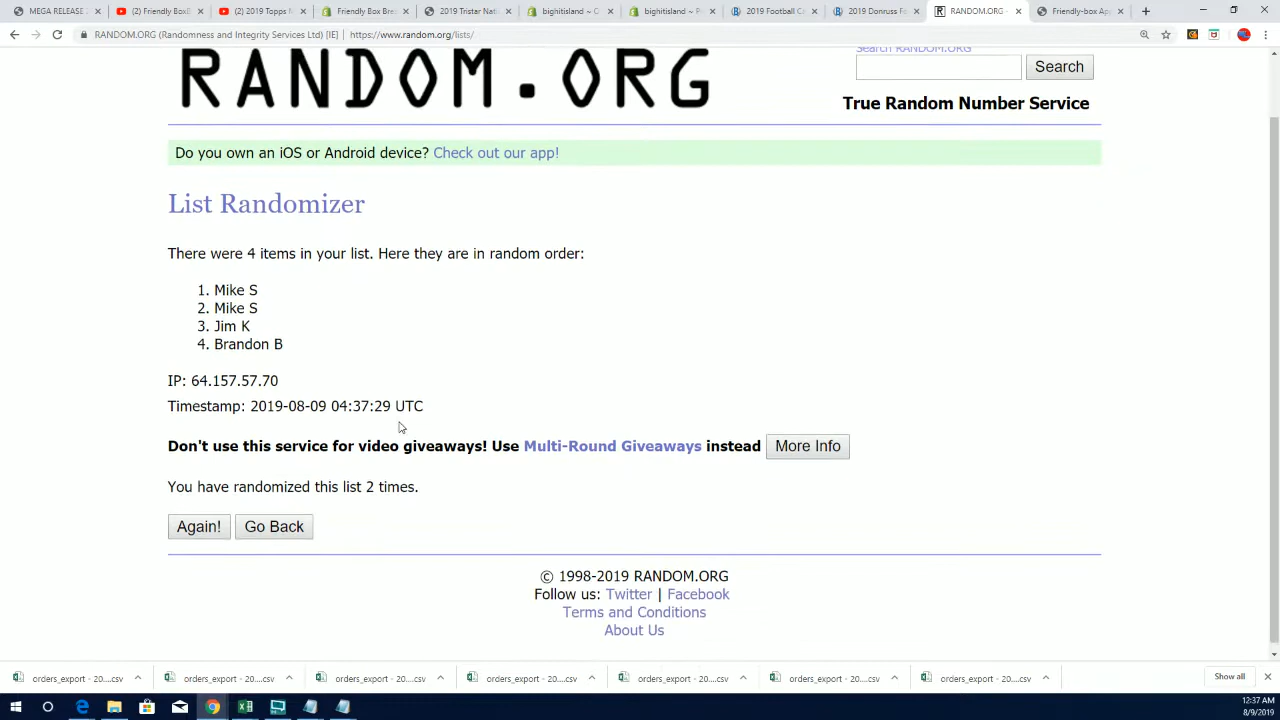 MEGA RELEASE
(2) Friendly BoxB
(2) 2019 Topps
Friendly Box Bre
2019 Tristar Nat
bighitisland ~ C
bighitisland ~ P
2019 Football C
2019 Donruss F
RANDOM.ORG -
Friendly-box Ap
RANDOM.ORG (Randomness and Integrity Services Ltd) [IE] | https://www.random.org/lists/
RANDOM.ORG
Search RANDOM.ORG
Search
True Random Number Service
Do you own an iOS or Android device? Check out our app!
List Randomizer
There were 4 items in your list. Here they are in random order:
1. Mike S
2. Mike S
3. Jim K
4. Brandon B
IP: 64.157.57.70
Timestamp: 2019-08-09 04:37:29 UTC
Don't use this service for video giveaways! Use Multi-Round Giveaways instead More Info
You have randomized this list 2 times.
Again! Go Back
© 1998-2019 RANDOM.ORG
Follow us: Twitter | Facebook
Terms and Conditions
About Us
orders_export - 20....csv
orders_export - 20....csv
orders_export - 20....csv
orders_export - 20....csv
orders_export - 20....csv
orders_export - 20....csv
orders_export - 20....csv
Show all
12:37 AM
8/9/2019